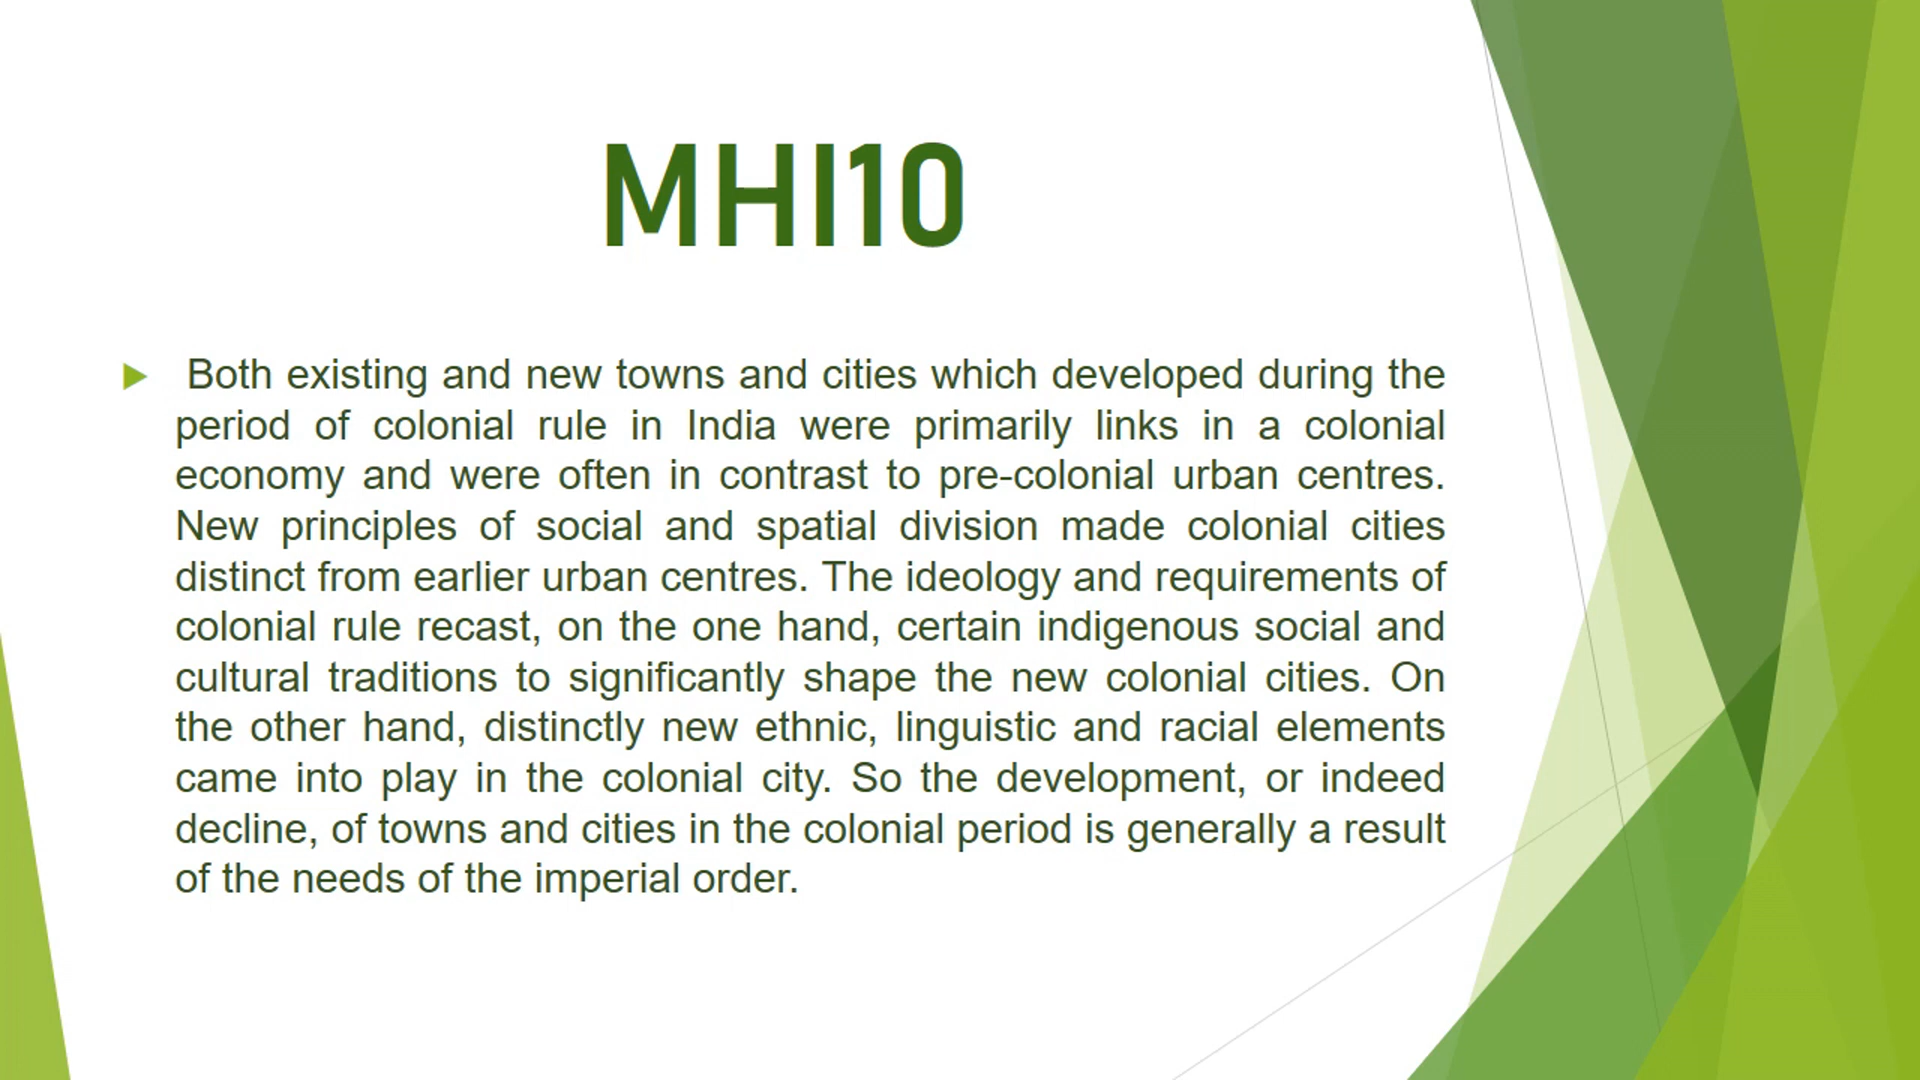 MHI10
Both existing and new towns and cities which developed during the
period of colonial rule in India were primarily links in a colonial
economy and were often in contrast to pre-colonial urban centres.
New principles of social and spatial division made colonial cities
distinct from earlier urban centres. The ideology and requirements of
colonial rule recast, on the one hand, certain indigenous social and
cultural traditions to significantly shape the new colonial cities. On
the other hand, distinctly new ethnic, linguistic and racial elements
came into play in the colonial city. So the development, or indeed
decline, of towns and cities in the colonial period is generally a result
of the needs of the imperial order.